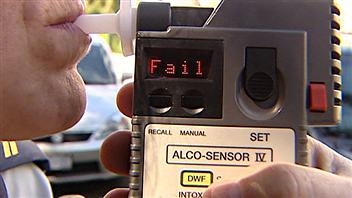 Fail
RECALL MANUAL SET
ALCO-SENSOR IV
DWF
INTOX